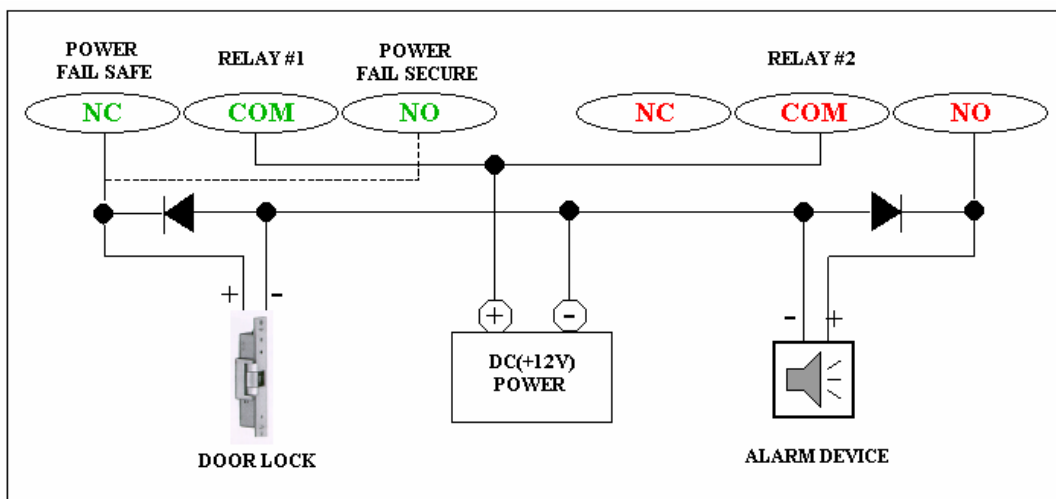 POWER
FAIL SAFE
RELAY #1
POWER
FAIL SECURE
RELAY #2
NC
COM
NO
NC
COM
NO
+
-
+
-
-
+
DC(+12V)
POWER
DOOR LOCK
ALARM DEVICE